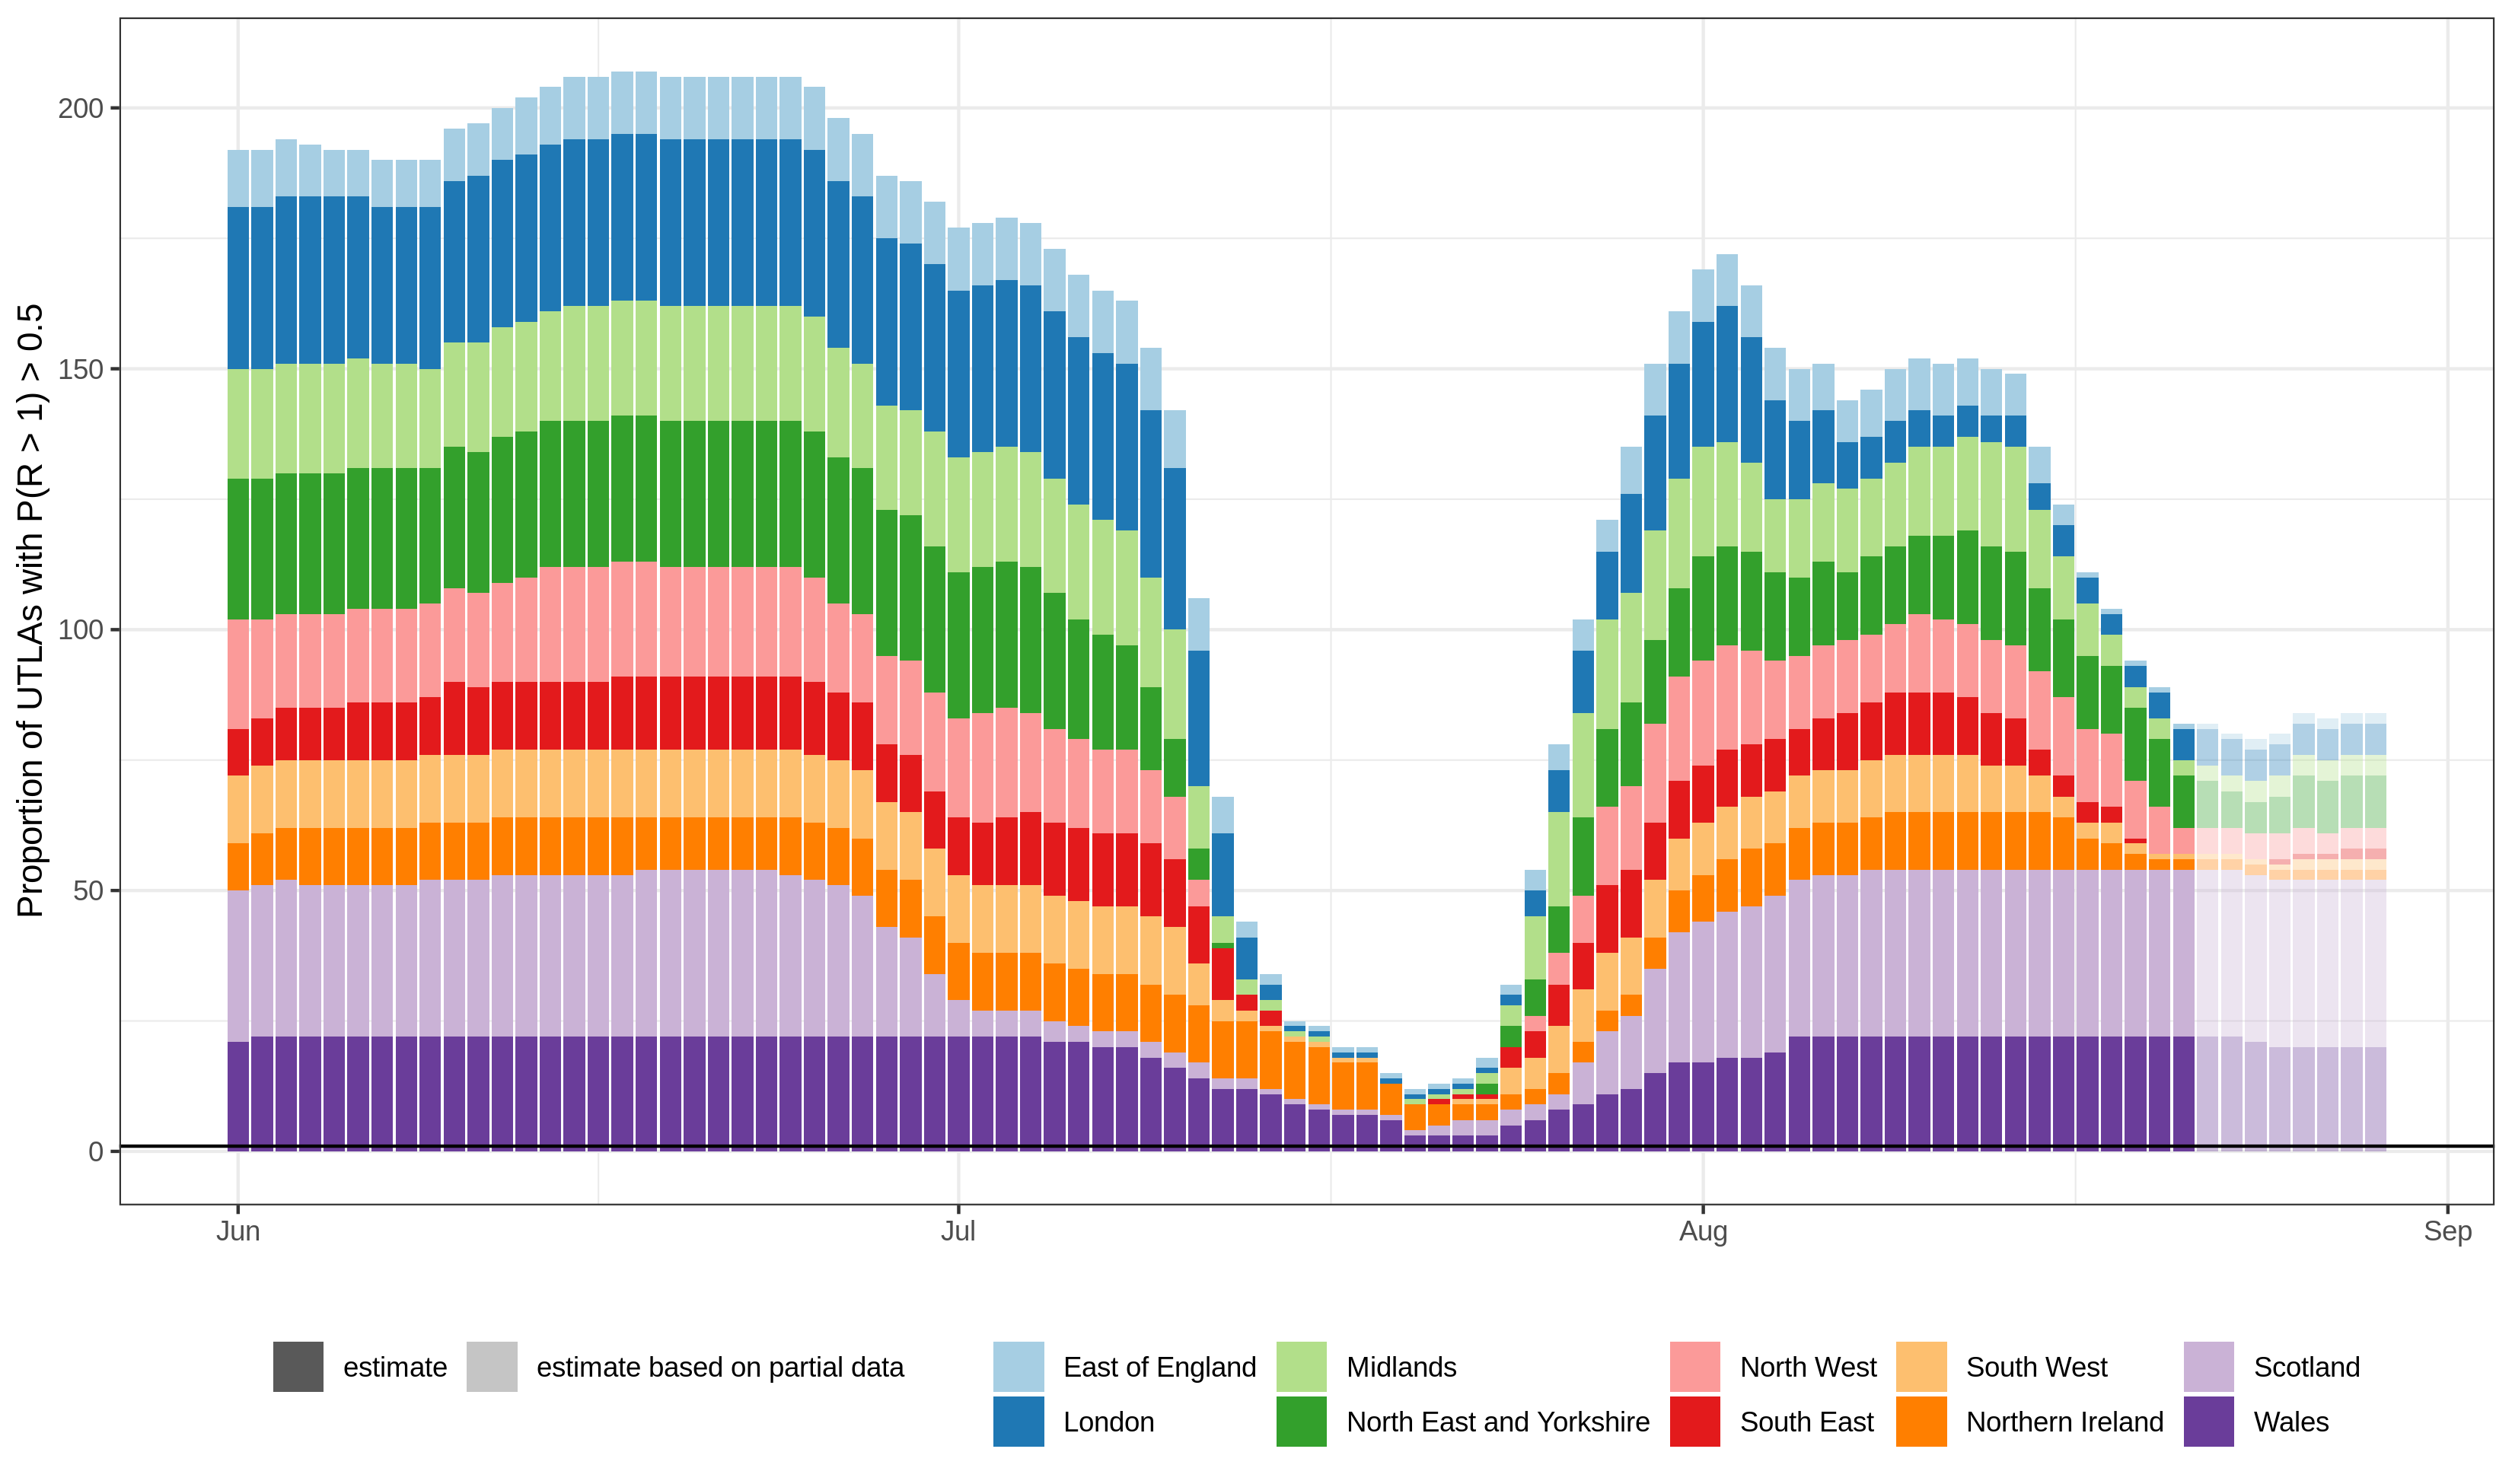 Proportion of UTLAs with P(R > 1) > 0.5
200
150
100
50
0
Jun Jul Aug Sep
estimate estimate based on partial data East of England Midlands North West South West Scotland
London North East and Yorkshire South East Northern Ireland Wales